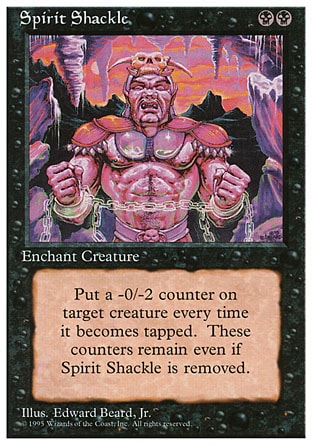 Spirit Shackle
Enchant Creature
Put a -0/-2 counter on
target creature every time
it becomes tapped. These
counters remain even if
Spirit Shackle is removed.
Illus. Edward Beard, Jr.
© 1995 Wizards of the Coast, Inc. All rights reserved.